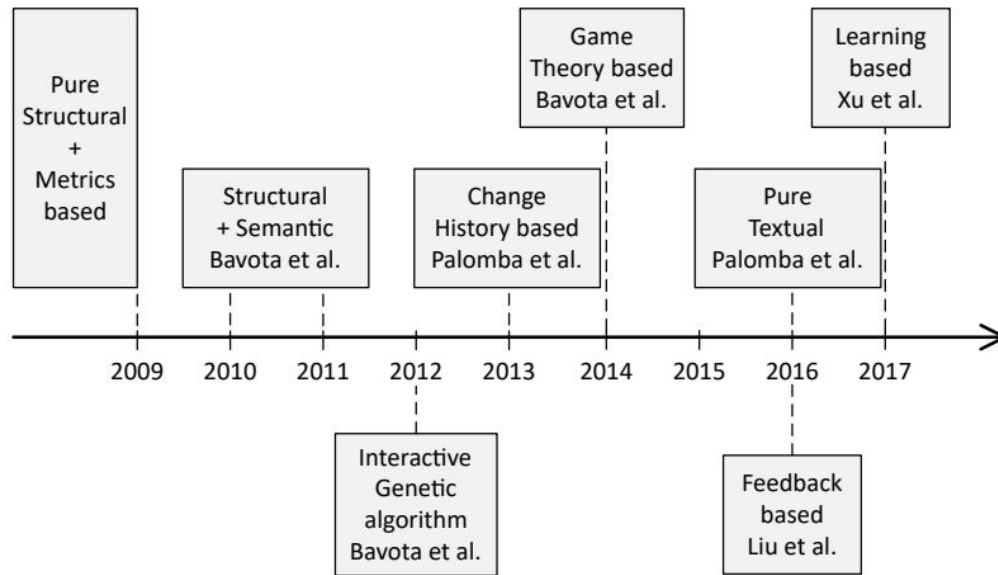 Pure
Structural
+
Metrics
based
Structural
+ Semantic
Bavota et al.
Change
History based
Palomba et al.
Game
Theory based
Bavota et al.
Pure
Textual
Palomba et al.
Learning
based
Xu et al.
2009
2010
2011
2012
2013
2014
2015
2016
2017
Interactive
Genetic
algorithm
Bavota et al.
Feedback
based
Liu et al.